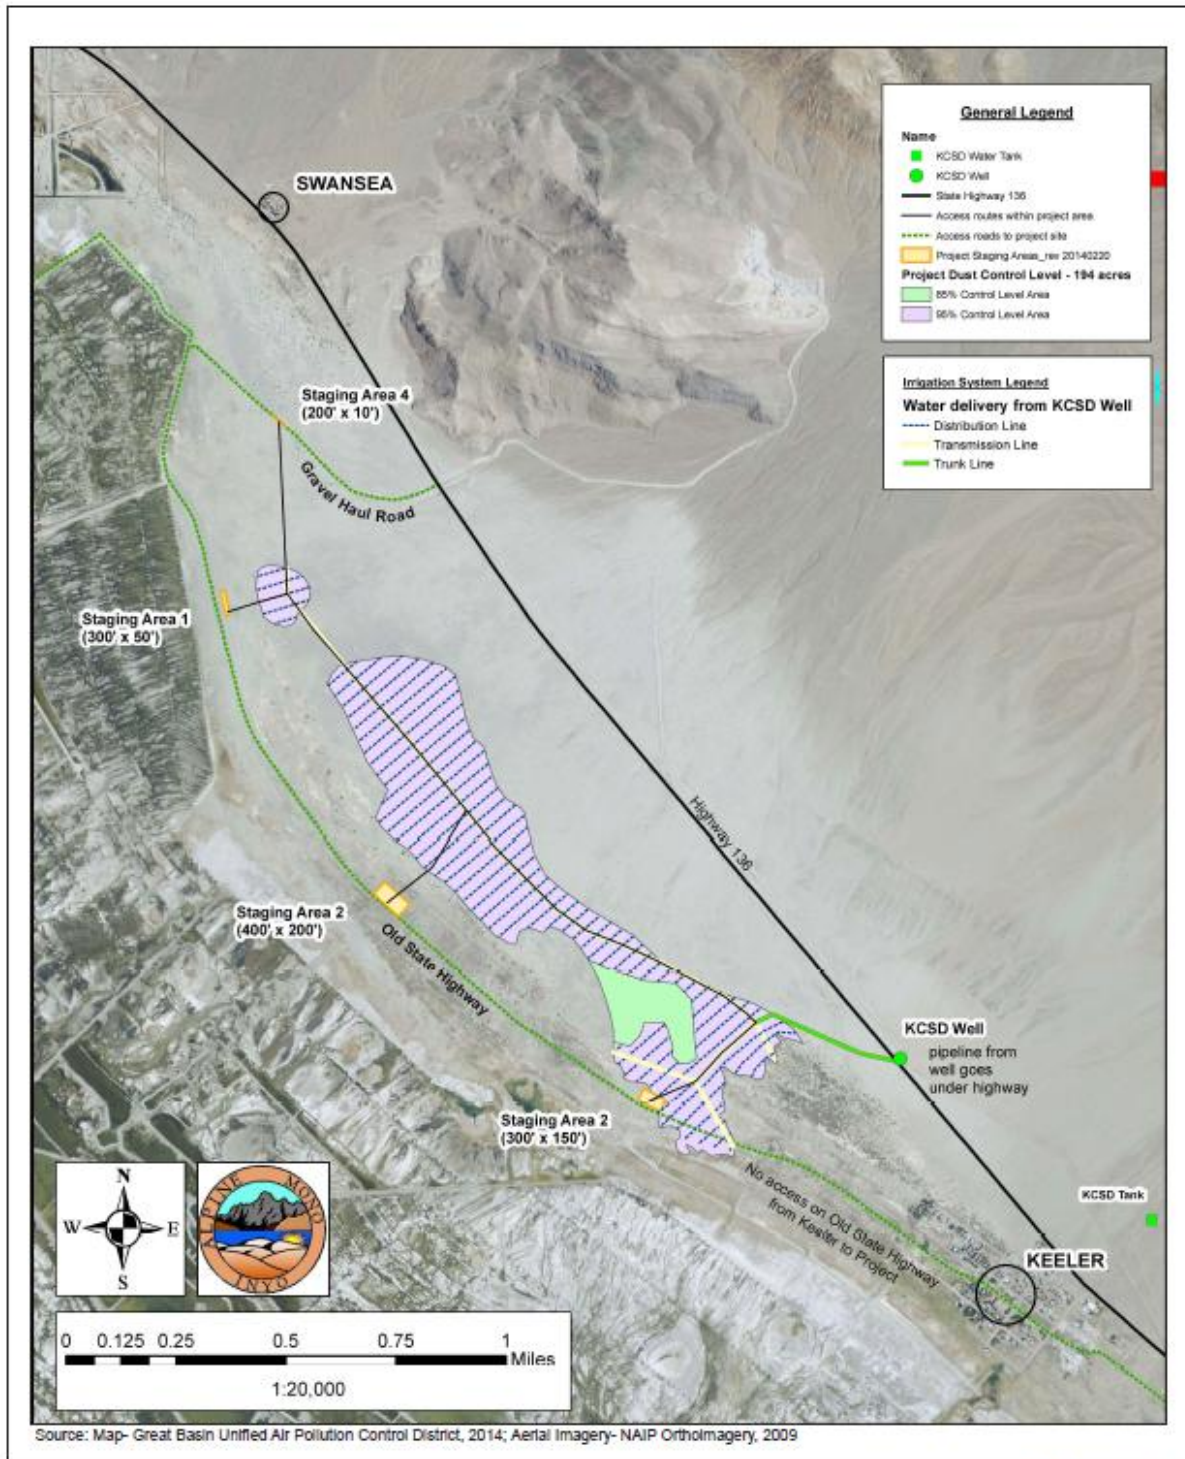 General Legend
Name
KCSD Water Tank
KCSD Well
State Highway 136
Access routes within project area.
Access roads to project site
Project Staging Areas_rev 20140220
Project Dust Control Level - 194 acres
85% Control Level Area
95% Control Level Area
Irrigation System Legend
Water delivery from KCSD Well
Distribution Line
Transmission Line
Trunk Line
SWANSEA
Staging Area 4
(200' x 10')
Gravel Haul Road
Staging Area 1
(300' x 50')
Highway 136
Staging Area 2
(400' x 200')
Old State Highway
KCSD Well
pipeline from
well goes
under highway
Staging Area 2
(300' x 150')
No access on Old State Highway
from Keeler to Project
KCSD Tank
KEELER
N
W E
S
ALPINE MONO
INYO
0 0.125 0.25 0.5 0.75 1
Miles
1:20,000
Source: Map- Great Basin Unified Air Pollution Control District, 2014; Aerial Imagery- NAIP OrthoImagery, 2009